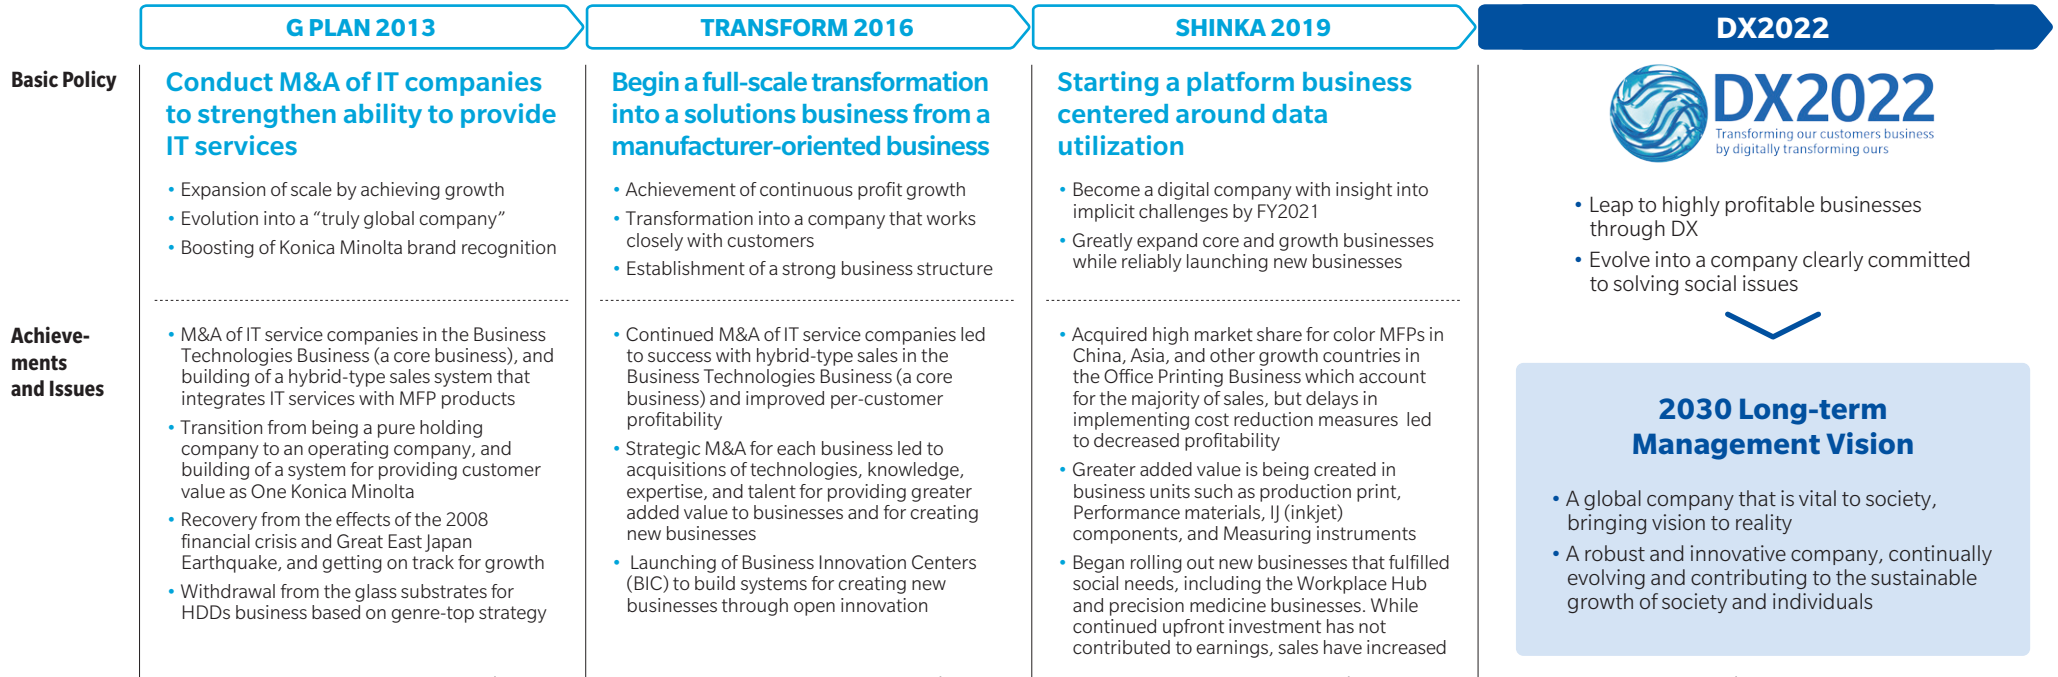 G PLAN 2013
TRANSFORM 2016
SHINKA 2019
DX2022
Basic Policy
Conduct M&A of IT companies
to strengthen ability to provide
IT services
• Expansion of scale by achieving growth
• Evolution into a “truly global company”
• Boosting of Konica Minolta brand recognition
Begin a full-scale transformation
into a solutions business from a
manufacturer-oriented business
• Achievement of continuous profit growth
• Transformation into a company that works
closely with customers
• Establishment of a strong business structure
Starting a platform business
centered around data
utilization
• Become a digital company with insight into
implicit challenges by FY2021
• Greatly expand core and growth businesses
while reliably launching new businesses
DX2022
Transforming our customers business
by digitally transforming ours
• Leap to highly profitable businesses
through DX
• Evolve into a company clearly committed
to solving social issues
Achieve-
ments
and Issues
• M&A of IT service companies in the Business
Technologies Business (a core business), and
building of a hybrid-type sales system that
integrates IT services with MFP products
• Transition from being a pure holding
company to an operating company, and
building of a system for providing customer
value as One Konica Minolta
• Recovery from the effects of the 2008
financial crisis and Great East Japan
Earthquake, and getting on track for growth
• Withdrawal from the glass substrates for
HDDs business based on genre-top strategy
• Continued M&A of IT service companies led
to success with hybrid-type sales in the
Business Technologies Business (a core
business) and improved per-customer
profitability
• Strategic M&A for each business led to
acquisitions of technologies, knowledge,
expertise, and talent for providing greater
added value to businesses and for creating
new businesses
• Launching of Business Innovation Centers
(BIC) to build systems for creating new
businesses through open innovation
• Acquired high market share for color MFPs in
China, Asia, and other growth countries in
the Office Printing Business which account
for the majority of sales, but delays in
implementing cost reduction measures led
to decreased profitability
• Greater added value is being created in
business units such as production print,
Performance materials, IJ (inkjet)
components, and Measuring instruments
• Began rolling out new businesses that fulfilled
social needs, including the Workplace Hub
and precision medicine businesses. While
continued upfront investment has not
contributed to earnings, sales have increased
2030 Long-term
Management Vision
• A global company that is vital to society,
bringing vision to reality
• A robust and innovative company, continually
evolving and contributing to the sustainable
growth of society and individuals